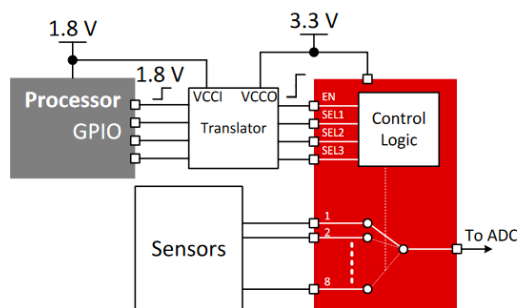 1.8 V
3.3 V
1.8 V
Processor
GPIO
VCCI
VCCO
Translator
EN
SEL1
SEL2
SEL3
Control
Logic
Sensors
1
2
8
To ADC